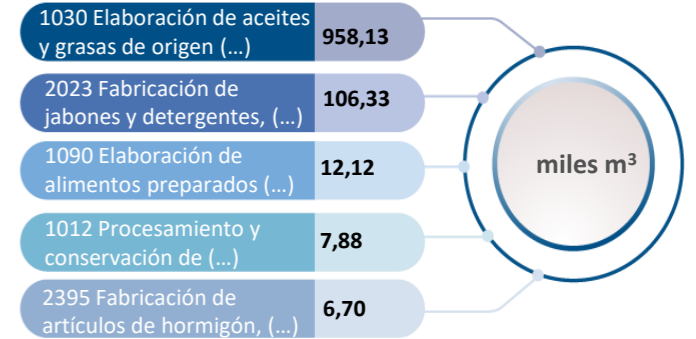 1030 Elaboración de aceites
y grasas de origen (...)
958,13
2023 Fabricación de
jabones y detergentes, (...)
106,33
1090 Elaboración de
alimentos preparados (...)
12,12
1012 Procesamiento y
conservación de (...)
7,88
2395 Fabricación de
artículos de hormigón, (...)
6,70
miles m³